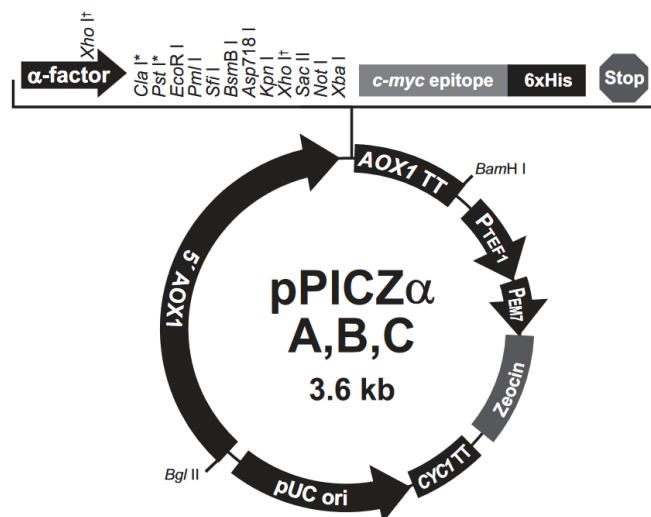 Xho I†
α-factor
Cla I*
Pst I*
EcoR I
Pml I
Sfi I
BsmB I
Asp718 I
Kpn I
Xho I†
Sac II
Not I
Xba I
c-myc epitope
6xHis
Stop
AOX1 TT
BamH I
PTEF1
PEM7
Zeocin
CYC1 TT
pUC ori
Bgl II
5´ AOX1
pPICZα
A,B,C
3.6 kb